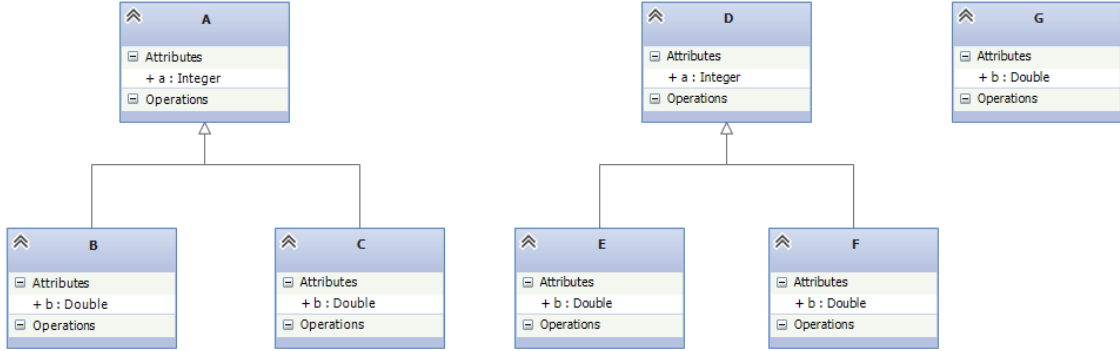 A
Attributes
+ a : Integer
Operations
D
Attributes
+ a : Integer
Operations
G
Attributes
+ b : Double
Operations
B
Attributes
+ b : Double
Operations
C
Attributes
+ b : Double
Operations
E
Attributes
+ b : Double
Operations
F
Attributes
+ b : Double
Operations